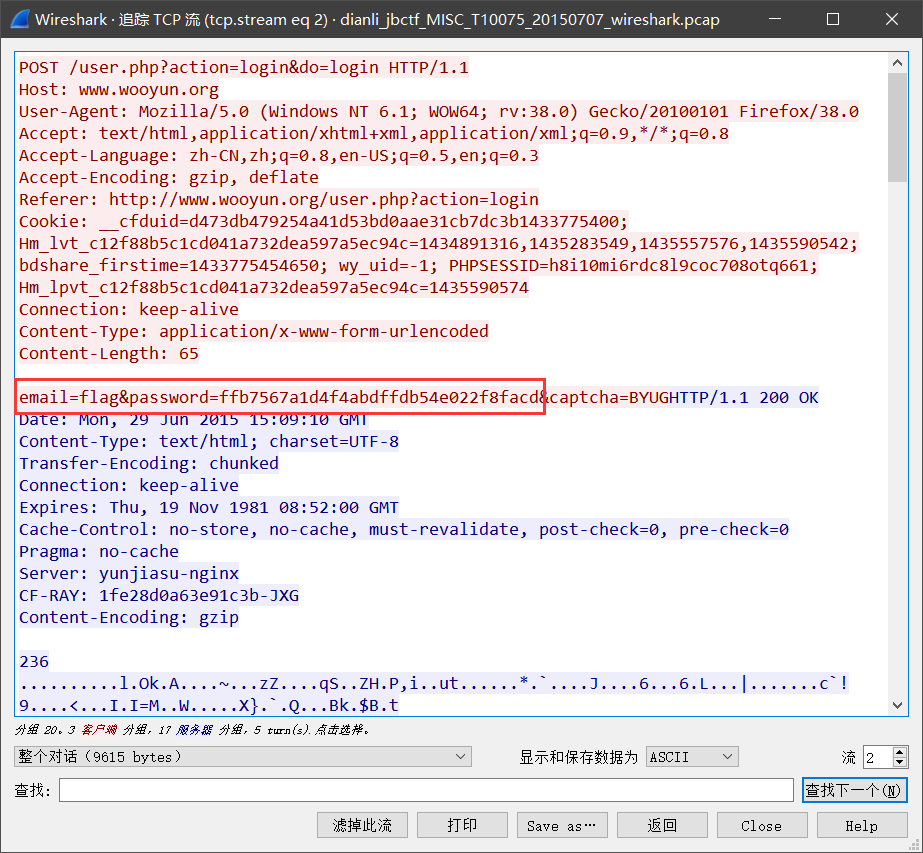 Wireshark · 追踪 TCP 流 (tcp.stream eq 2) · dianli_jbctf_MISC_T10075_20150707_wireshark.pcap
POST /user.php?action=login&do=login HTTP/1.1
Host: www.wooyun.org
User-Agent: Mozilla/5.0 (Windows NT 6.1; WOW64; rv:38.0) Gecko/20100101 Firefox/38.0
Accept: text/html,application/xhtml+xml,application/xml;q=0.9,*/*;q=0.8
Accept-Language: zh-CN,zh;q=0.8,en-US;q=0.5,en;q=0.3
Accept-Encoding: gzip, deflate
Referer: http://www.wooyun.org/user.php?action=login
Cookie: __cfduid=d473db479254a41d53bd0aae31cb7dc3b1433775400;
Hm_lvt_c12f88b5c1cd041a732dea597a5ec94c=1434891316,1435283549,1435557576,1435590542;
bdshare_firstime=1433775454650; wy_uid=-1; PHPSESSID=h8i10mi6rdc8l9coc708otq661;
Hm_lpvt_c12f88b5c1cd041a732dea597a5ec94c=1435590574
Connection: keep-alive
Content-Type: application/x-www-form-urlencoded
Content-Length: 65
email=flag&password=ffb7567a1d4f4abdffdb54e022f8facd&captcha=BYUGHTTP/1.1 200 OK
Date: Mon, 29 Jun 2015 15:09:10 GMT
Content-Type: text/html; charset=UTF-8
Transfer-Encoding: chunked
Connection: keep-alive
Expires: Thu, 19 Nov 1981 08:52:00 GMT
Cache-Control: no-store, no-cache, must-revalidate, post-check=0, pre-check=0
Pragma: no-cache
Server: yunjiasu-nginx
CF-RAY: 1fe28d0a63e91c3b-JXG
Content-Encoding: gzip
236
..........l.Ok.A....~...zZ....qS..ZH.P,i..ut......*.`....J....6...6.L...|.......c`!
9....<...I.I=M..W.....X}.`.Q...Bk.$B.t
分组 20。3 客户端 分组，17 服务器 分组，5 turn(s).点击选择。
整个对话（9615 bytes） 显示和保存数据为 ASCII 流 2
查找: 查找下一个(N)
滤掉此流 打印 Save as… 返回 Close Help